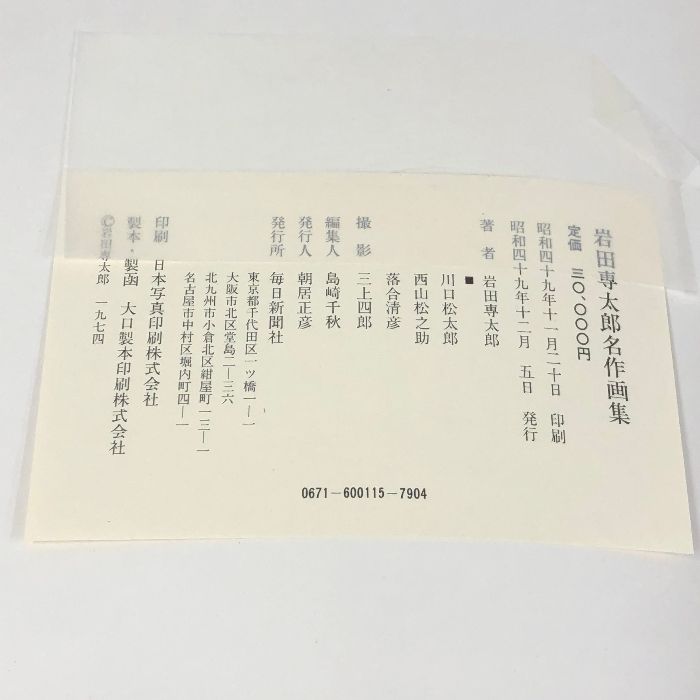 岩田専太郎名作画集
定価　三〇、〇〇〇円
昭和四十九年十一月二十日　印刷
昭和四十九年十二月　五日　発行
著　者　岩田専太郎
■
川口松太郎
西山松之助
落合清彦
撮　影　三上四郎
編集人　島崎千秋
発行人　朝居正彦
発行所　毎日新聞社
東京都千代田区一ツ橋一―一
大阪市北区堂島二―三六
北九州市小倉北区紺屋町一三―一
名古屋市中村区堀内町四―一
印刷　日本写真印刷株式会社
製本・製函　大口製本印刷株式会社
©岩田専太郎　一九七四
0671-600115-7904